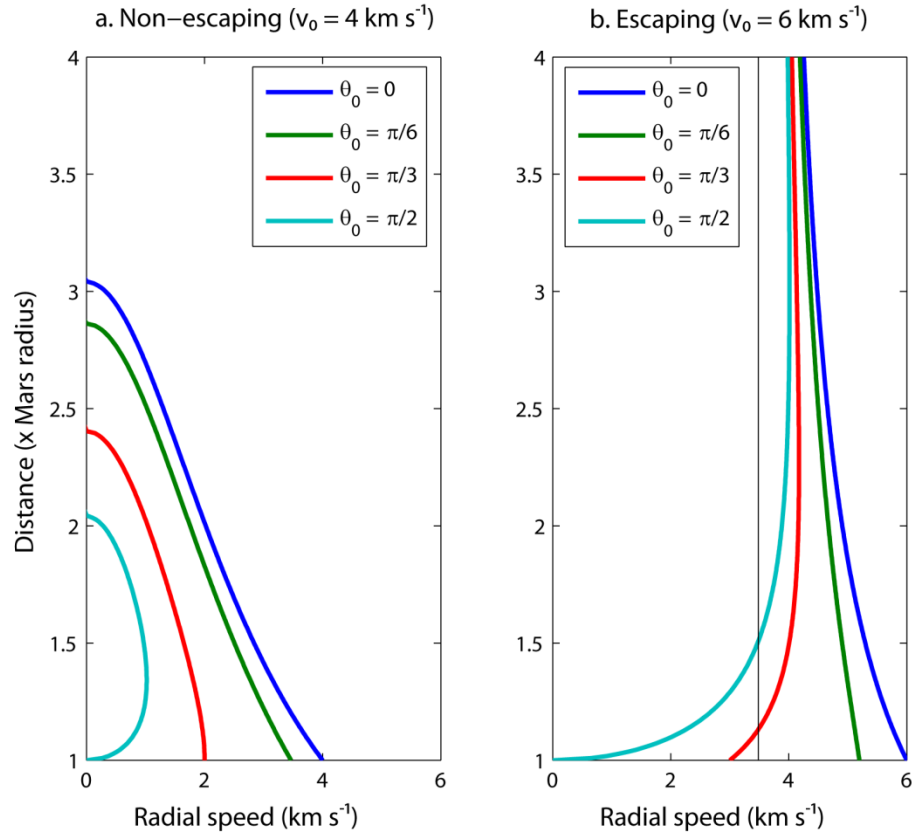 a. Non−escaping (v₀ = 4 km s⁻¹)
4
3.5
3
2.5
2
1.5
1
Distance (x Mars radius)
θ₀ = 0
θ₀ = π/6
θ₀ = π/3
θ₀ = π/2
0 2 4 6
Radial speed (km s⁻¹)
b. Escaping (v₀ = 6 km s⁻¹)
4
3.5
3
2.5
2
1.5
1
θ₀ = 0
θ₀ = π/6
θ₀ = π/3
θ₀ = π/2
0 2 4 6
Radial speed (km s⁻¹)